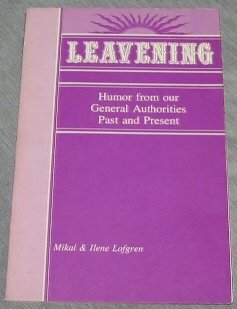 LEAVENING
Humor from our
General Authorities
Past and Present
Mikal & Ilene Lofgren